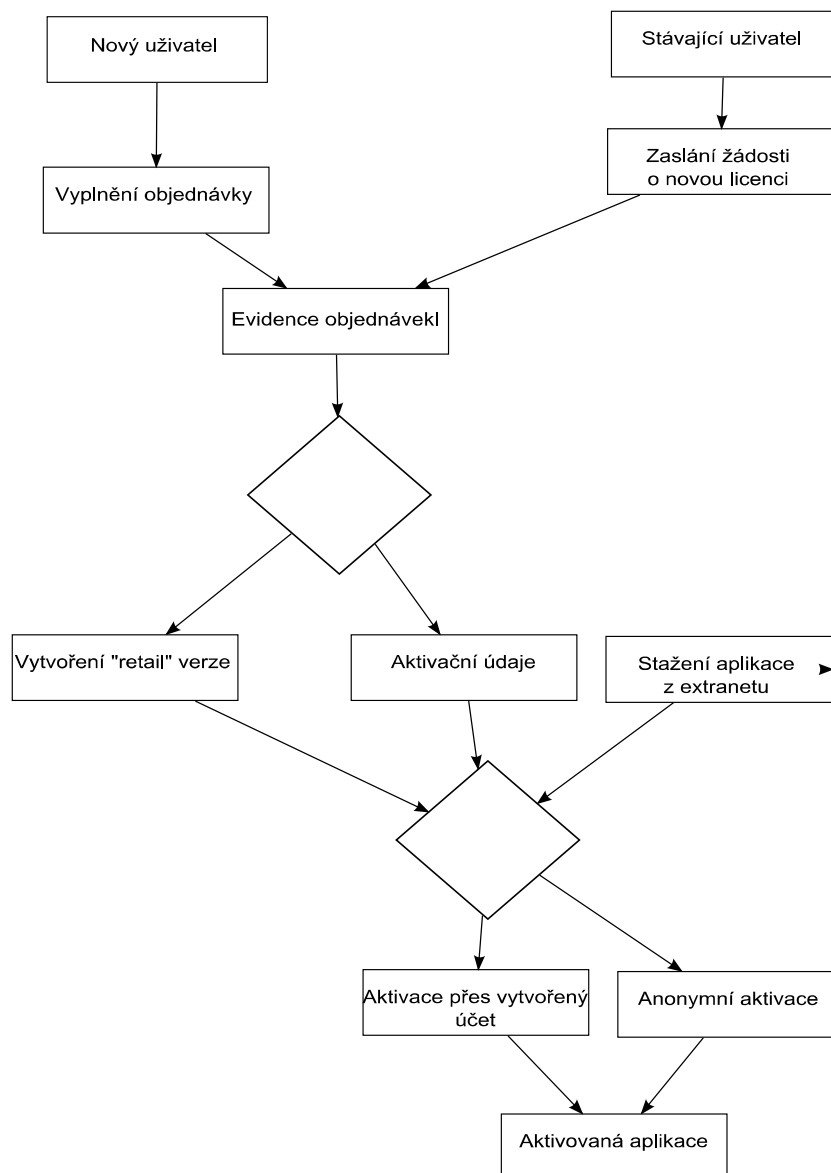 Nový uživatel
Stávající uživatel
Zaslání žádosti
o novou licenci
Vyplnění objednávky
Evidence objednávekl
Vytvoření "retail" verze
Aktivační údaje
Stažení aplikace
z extranetu
Aktivace přes vytvořený
účet
Anonymní aktivace
Aktivovaná aplikace